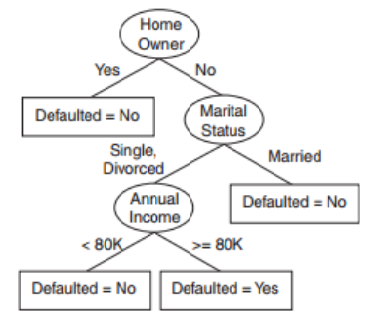 Home
Owner
Yes
No
Defaulted = No
Marital
Status
Single,
Divorced
Married
Annual
Income
Defaulted = No
< 80K
>= 80K
Defaulted = No
Defaulted = Yes